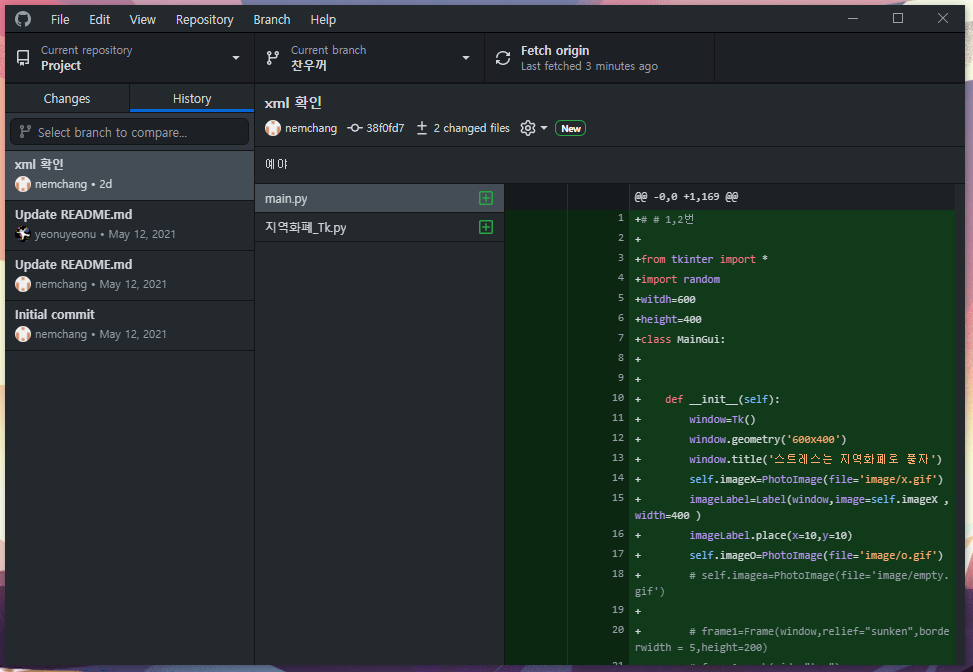 File Edit View Repository Branch Help
Current repository
Project
Current branch
찬우꺼
Fetch origin
Last fetched 3 minutes ago
Changes
History
Select branch to compare...
xml 확인
nemchang • 2d
Update README.md
yeonuyeonu • May 12, 2021
Update README.md
nemchang • May 12, 2021
Initial commit
nemchang • May 12, 2021
xml 확인
nemchang 38f0fd7 2 changed files New
예야
main.py
지역화폐_Tk.py
@@ -0,0 +1,169 @@
1 +# # 1,2번
2 +
3 +from tkinter import *
4 +import random
5 +witdh=600
6 +height=400
7 +class MainGui:
8 +
9 +
10 + def __init__(self):
11 + window=Tk()
12 + window.geometry('600x400')
13 + window.title('스트레스는 지역화폐로 풀자')
14 + self.imageX=PhotoImage(file='image/x.gif')
15 + imageLabel=Label(window,image=self.imageX ,
width=400 )
16 + imageLabel.place(x=10,y=10)
17 + self.imageO=PhotoImage(file='image/o.gif')
18 + # self.imagea=PhotoImage(file='image/empty.
gif')
19 +
20 + # frame1=Frame(window,relief="sunken",borde
rwidth = 5,height=200)